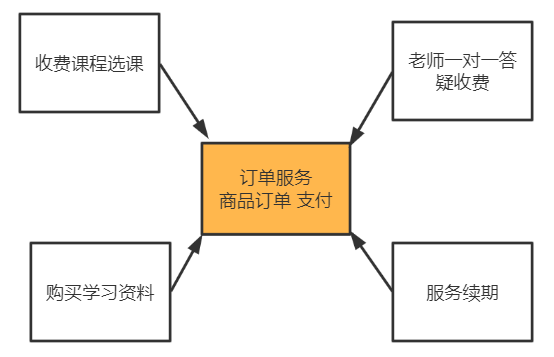 收费课程选课
老师一对一答
疑收费
订单服务
商品订单 支付
购买学习资料
服务续期